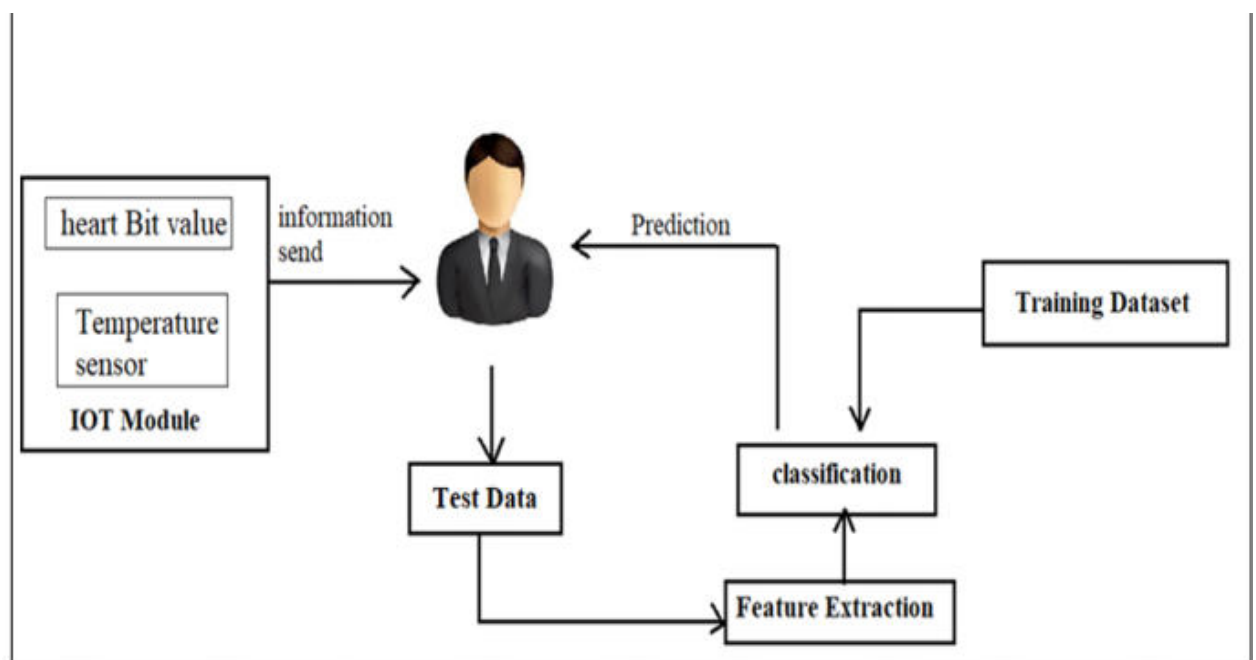 heart Bit value
Temperature
sensor
IOT Module
information
send
Prediction
Training Dataset
Test Data
classification
Feature Extraction